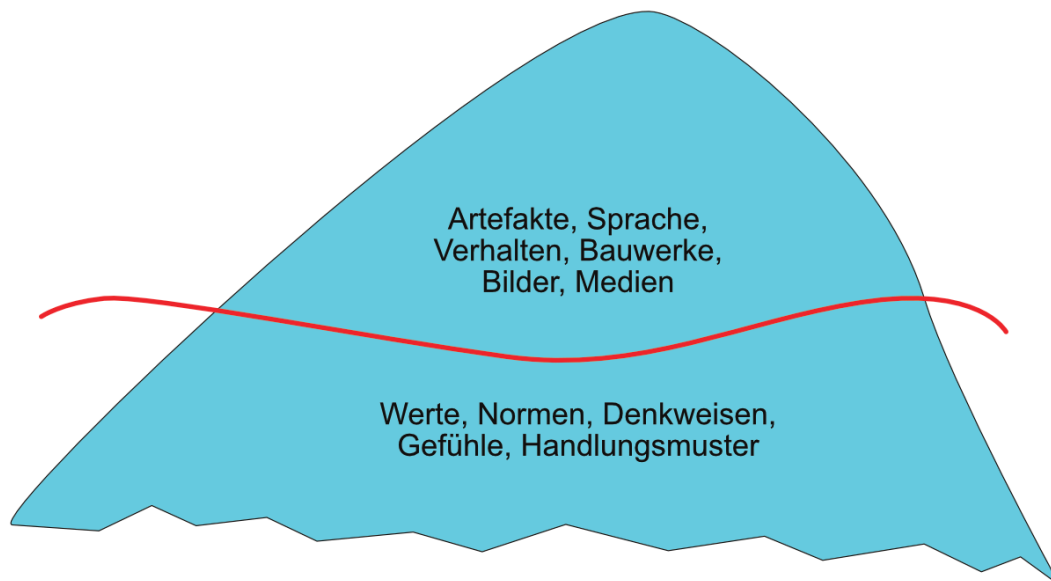 Artefakte, Sprache,
Verhalten, Bauwerke,
Bilder, Medien
Werte, Normen, Denkweisen,
Gefühle, Handlungsmuster